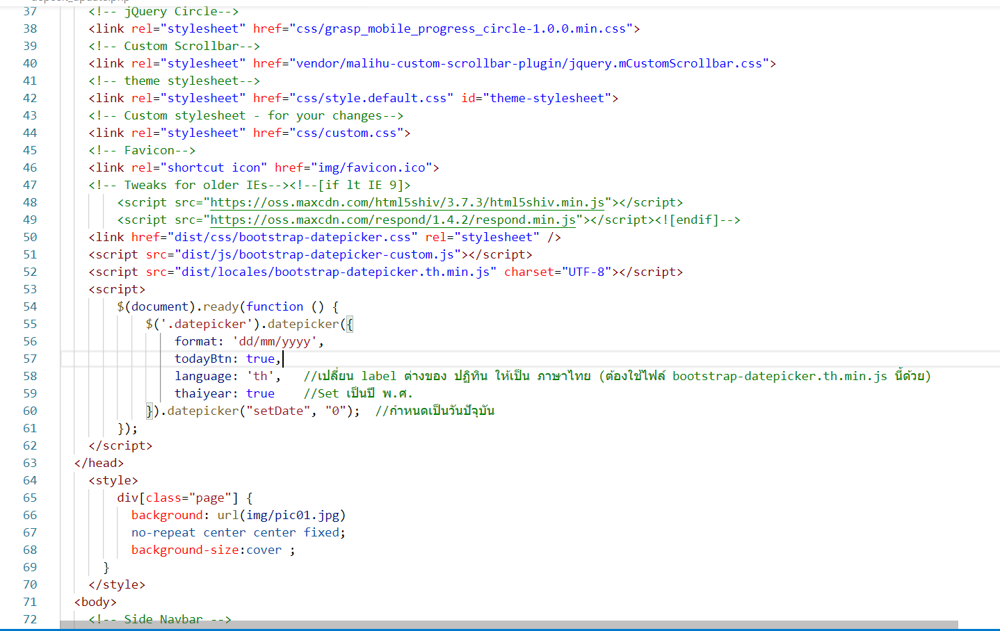 deposit_update.php
37 <!-- jQuery Circle-->
38 <link rel="stylesheet" href="css/grasp_mobile_progress_circle-1.0.0.min.css">
39 <!-- Custom Scrollbar-->
40 <link rel="stylesheet" href="vendor/malihu-custom-scrollbar-plugin/jquery.mCustomScrollbar.css">
41 <!-- theme stylesheet-->
42 <link rel="stylesheet" href="css/style.default.css" id="theme-stylesheet">
43 <!-- Custom stylesheet - for your changes-->
44 <link rel="stylesheet" href="css/custom.css">
45 <!-- Favicon-->
46 <link rel="shortcut icon" href="img/favicon.ico">
47 <!-- Tweaks for older IEs--><!--[if lt IE 9]>
48 <script src="https://oss.maxcdn.com/html5shiv/3.7.3/html5shiv.min.js"></script>
49 <script src="https://oss.maxcdn.com/respond/1.4.2/respond.min.js"></script><![endif]-->
50 <link href="dist/css/bootstrap-datepicker.css" rel="stylesheet" />
51 <script src="dist/js/bootstrap-datepicker-custom.js"></script>
52 <script src="dist/locales/bootstrap-datepicker.th.min.js" charset="UTF-8"></script>
53 <script>
54 $(document).ready(function () {
55 $('.datepicker').datepicker({
56 format: 'dd/mm/yyyy',
57 todayBtn: true,
58 language: 'th', //เปลี่ยน label ต่างของ ปฏิทิน ให้เป็น ภาษาไทย (ต้องใช้ไฟล์ bootstrap-datepicker.th.min.js นี้ด้วย)
59 thaiyear: true //Set เป็นปี พ.ศ.
60 }).datepicker("setDate", "0"); //กำหนดเป็นวันปัจุบัน
61 });
62 </script>
63 </head>
64 <style>
65 div[class="page"] {
66 background: url(img/pic01.jpg)
67 no-repeat center center fixed;
68 background-size:cover ;
69 }
70 </style>
71 <body>
72 <!-- Side Navbar -->